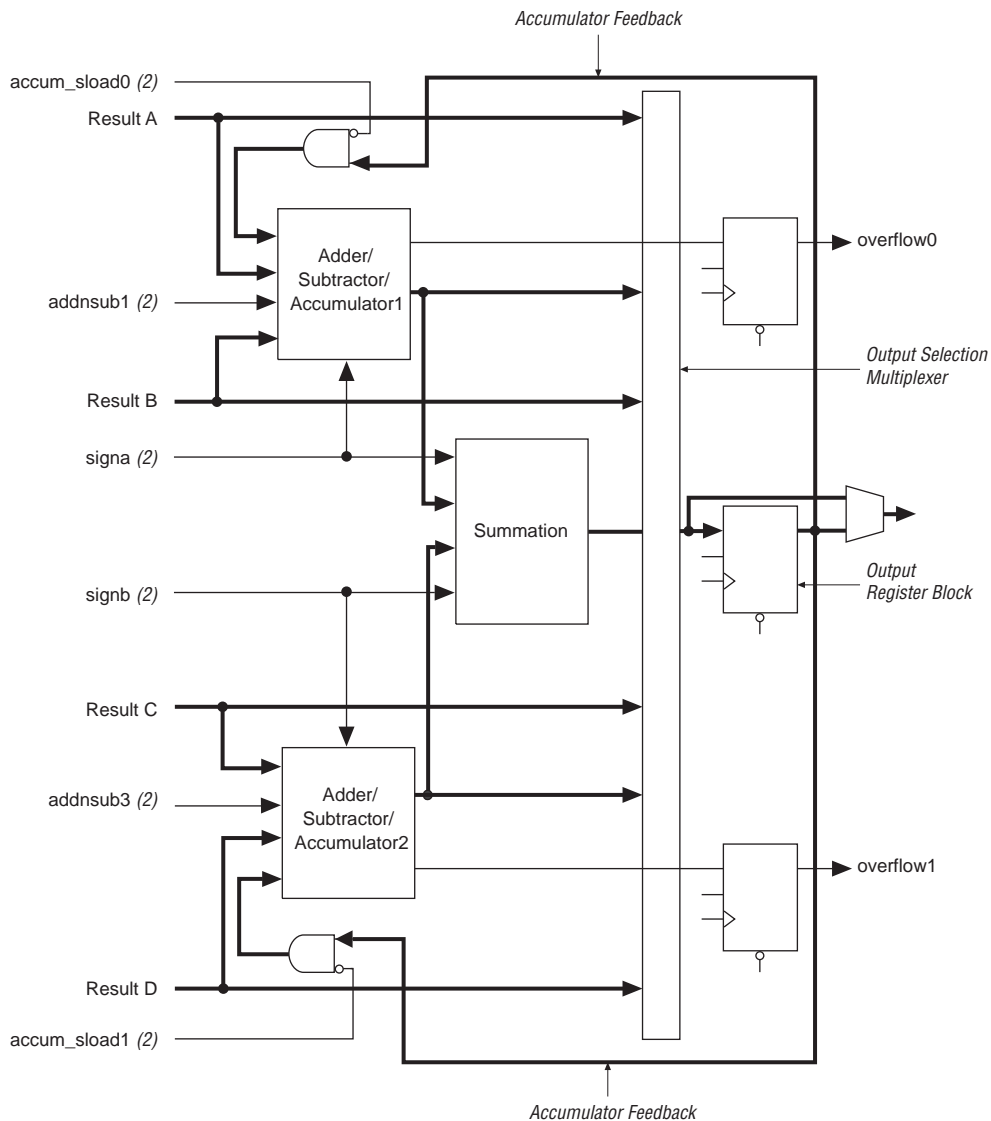 Accumulator Feedback
accum_sload0 (2)
Result A
Adder/
Subtractor/
Accumulator1
overflow0
addnsub1 (2)
Output Selection
Multiplexer
Result B
signa (2)
Summation
Output
Register Block
signb (2)
Result C
addnsub3 (2)
Adder/
Subtractor/
Accumulator2
overflow1
Result D
accum_sload1 (2)
Accumulator Feedback